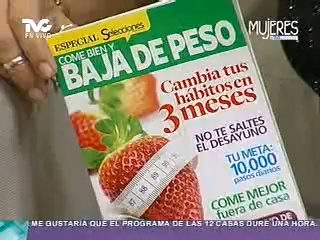 TVC
EN VIVO
MUJERES
ESPECIAL Selecciones
COME BIEN Y
BAJA DE PESO
Cambia tus
hábitos en
3 meses
NO TE SALTES
EL DESAYUNO
TU META:
10,000
pasos diarios
COME MEJOR
fuera de casa
ME GUSTARIA QUE EL PROGRAMA DE LAS 12 CASAS DURE UNA HORA.